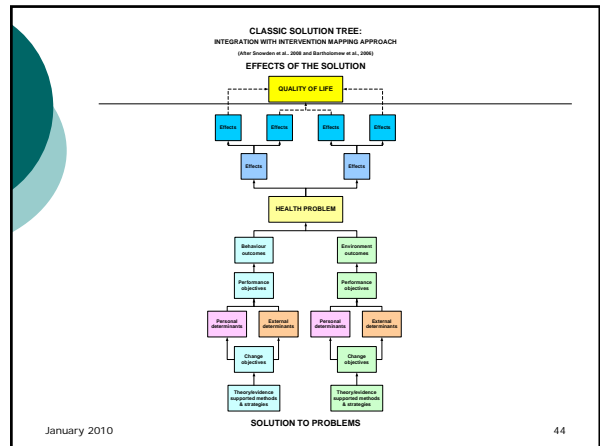 CLASSIC SOLUTION TREE:
INTEGRATION WITH INTERVENTION MAPPING APPROACH
(After Snowden et al., 2008 and Bartholomew et al., 2006)
EFFECTS OF THE SOLUTION
QUALITY OF LIFE
Effects
Effects
Effects
Effects
Effects
Effects
HEALTH PROBLEM
Behaviour
outcomes
Environment
outcomes
Performance
objectives
Performance
objectives
Personal
determinants
External
determinants
Personal
determinants
External
determinants
Change
objectives
Change
objectives
Theory/evidence
supported methods
& strategies
Theory/evidence
supported methods
& strategies
SOLUTION TO PROBLEMS
January 2010
44